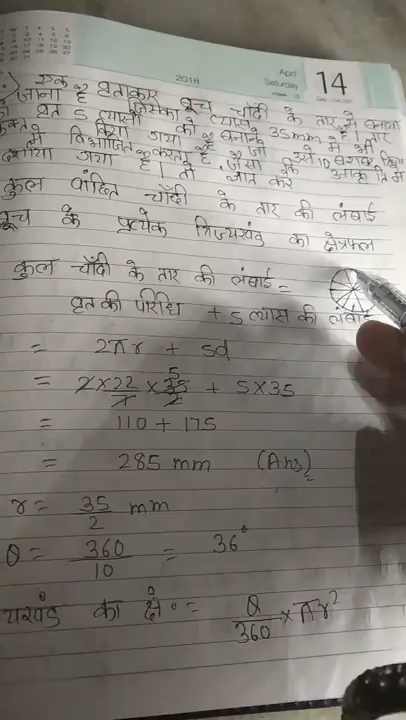 2018
April
Saturday
14
एक वृताकार ब्रूच चाँदी के तार से बनाया
जाता है जिसका व्यास 35mm है। तार
वृत 5 व्यासों को बनाने में भी
किया गया है जो उसे 10 बराबर
में विभाजित करते है जैसा कि आकृति में
दर्शाया गया है। तो ज्ञात करें
कुल वांछित चाँदी के तार की लंबाई
ब्रूच के प्रत्येक त्रिज्यखंड का क्षेत्रफल
कुल चाँदी के तार की लंबाई =
वृत की परिधि + 5 व्यास की लंबाई
= 2πr + 5d
= 2×22/7 × 35/2 5 + 5×35
= 110 + 175
= 285 mm (Ans)
r = 35/2 mm
θ = 360/10 = 36°
यखंड का क्षे० = θ/360 × πr²